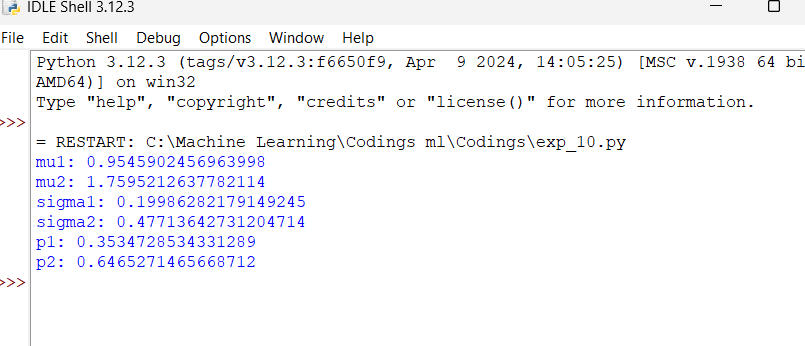 IDLE Shell 3.12.3
File Edit Shell Debug Options Window Help
Python 3.12.3 (tags/v3.12.3:f6650f9, Apr  9 2024, 14:05:25) [MSC v.1938 64 bi
AMD64)] on win32
Type "help", "copyright", "credits" or "license()" for more information.
>>>
= RESTART: C:\Machine Learning\Codings ml\Codings\exp_10.py
mu1: 0.9545902456963998
mu2: 1.7595212637782114
sigma1: 0.19986282179149245
sigma2: 0.47713642731204714
p1: 0.3534728534331289
p2: 0.6465271465668712
>>>